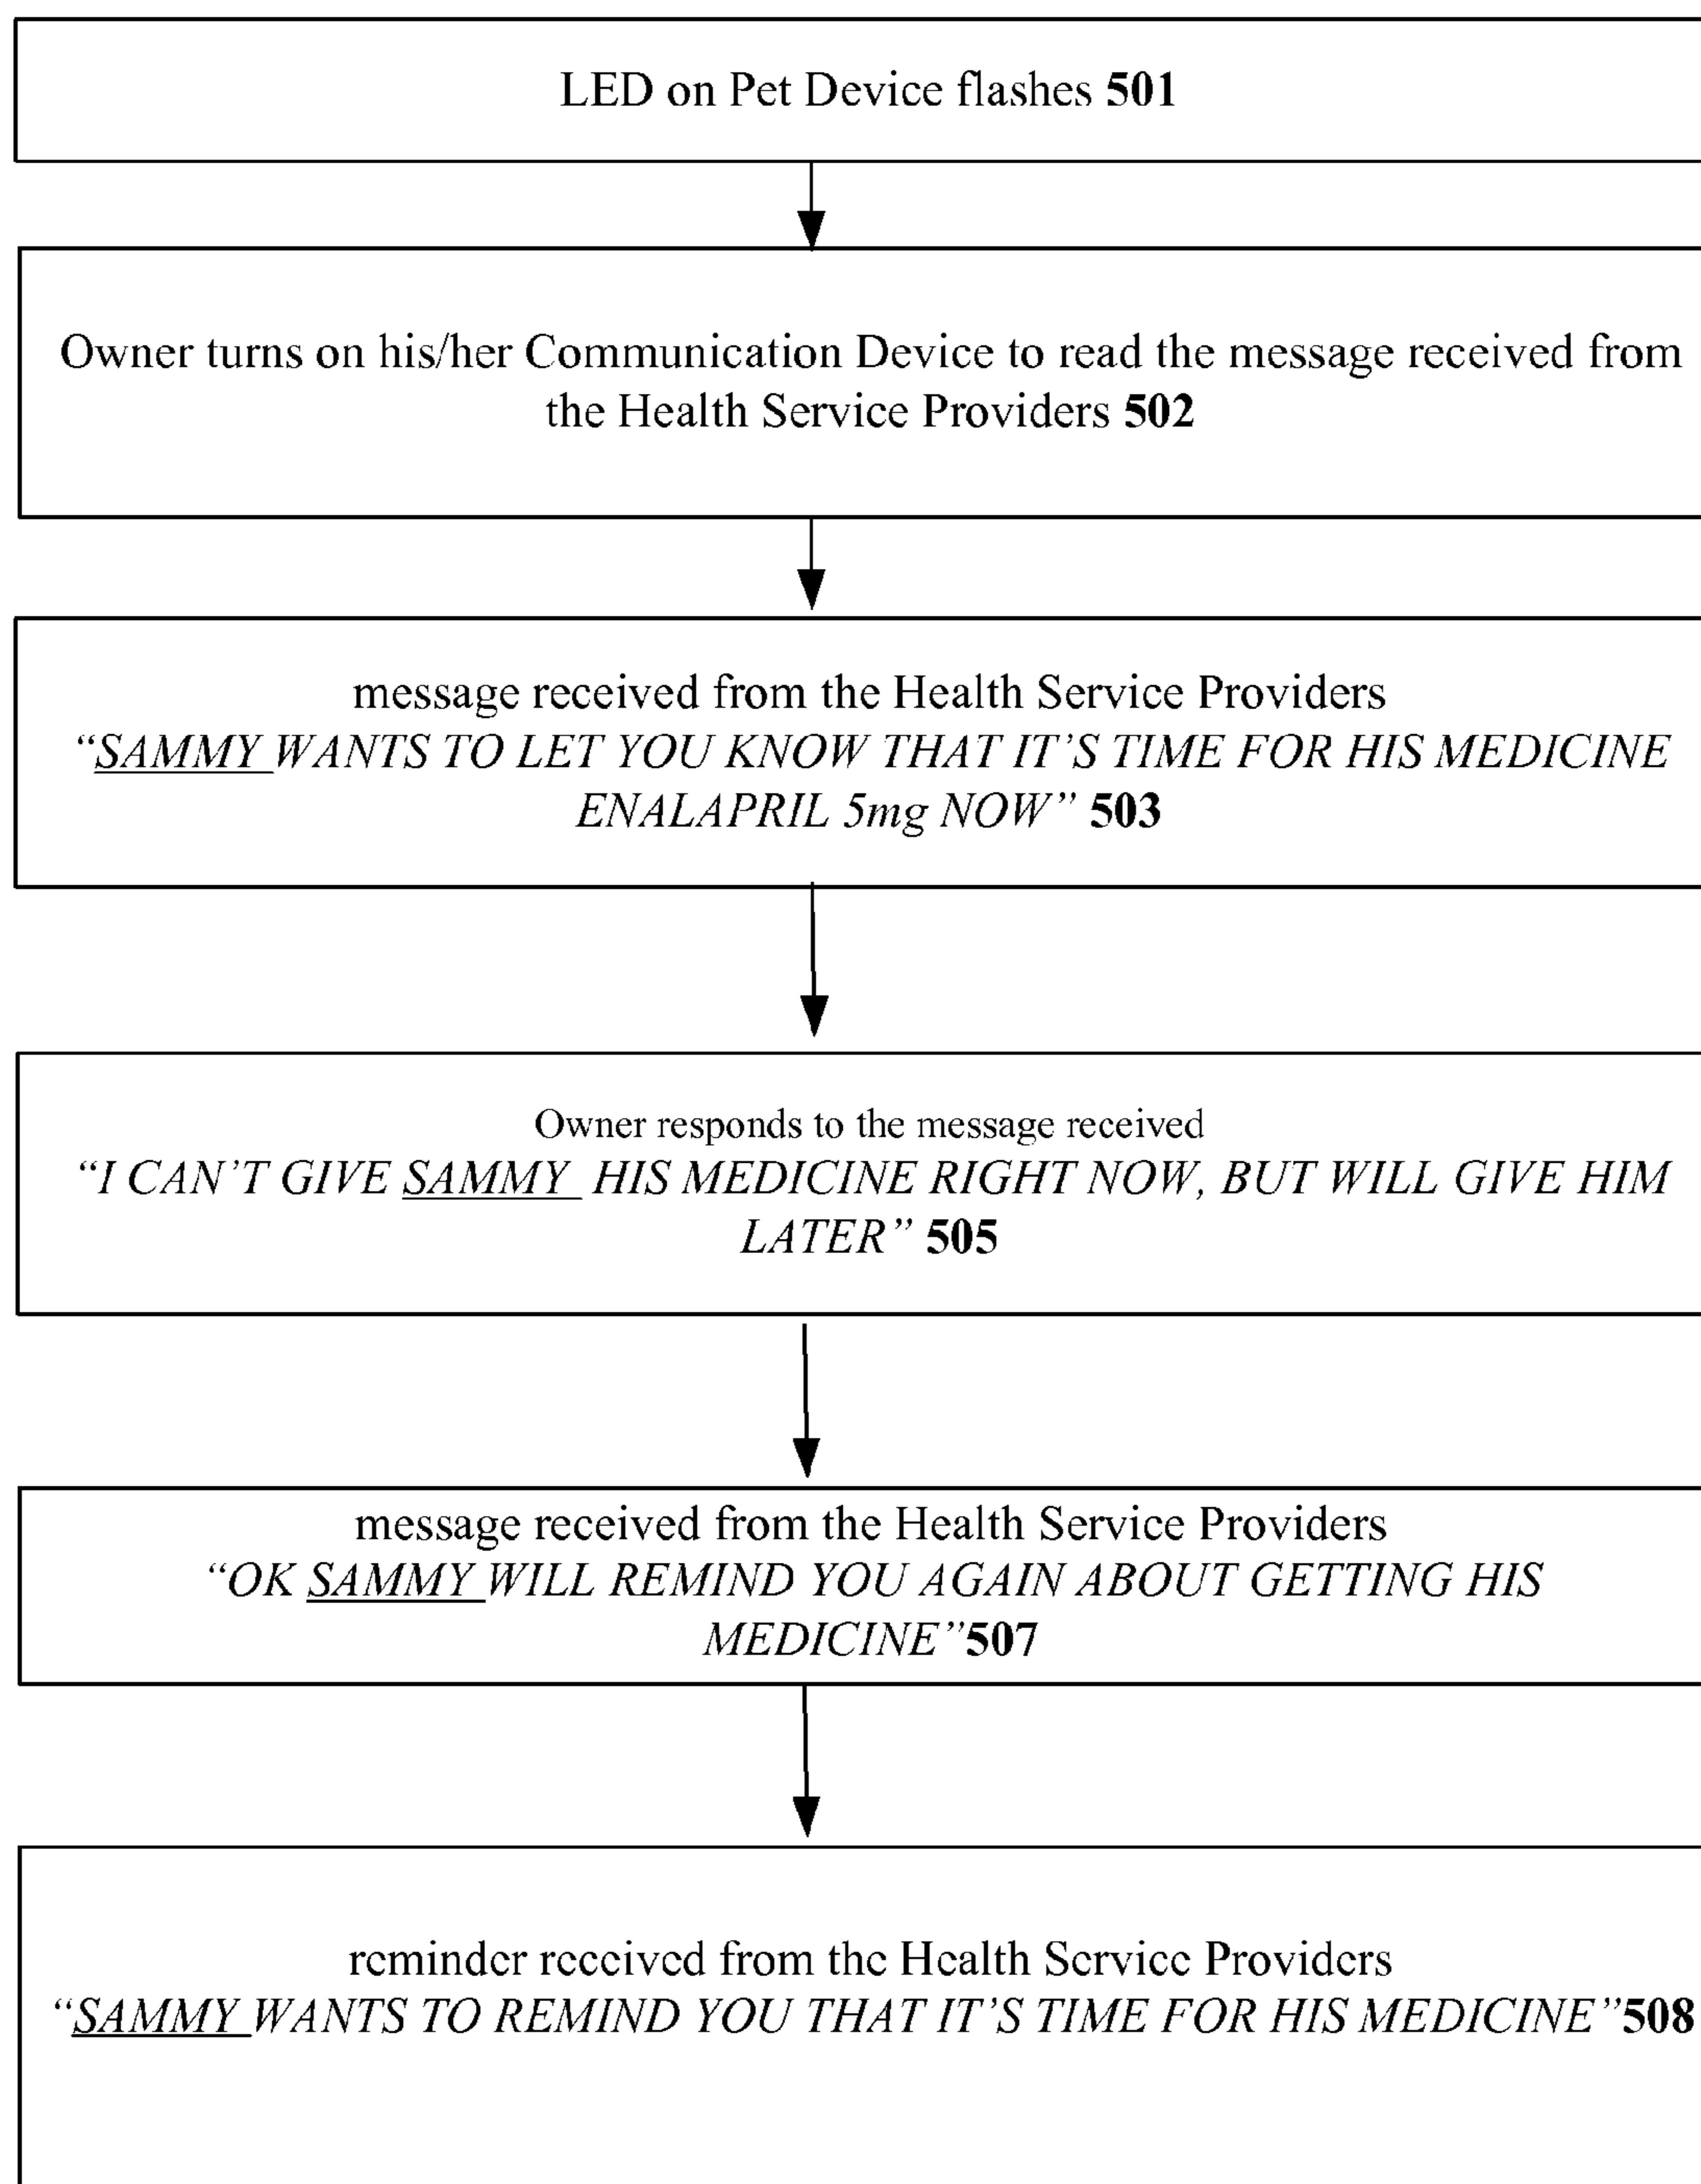 LED on Pet Device flashes 501
Owner turns on his/her Communication Device to read the message received from
the Health Service Providers 502
message received from the Health Service Providers
“SAMMY WANTS TO LET YOU KNOW THAT IT’S TIME FOR HIS MEDICINE
ENALAPRIL 5mg NOW” 503
Owner responds to the message received
“I CAN’T GIVE SAMMY HIS MEDICINE RIGHT NOW, BUT WILL GIVE HIM
LATER” 505
message received from the Health Service Providers
“OK SAMMY WILL REMIND YOU AGAIN ABOUT GETTING HIS
MEDICINE”507
reminder received from the Health Service Providers
“SAMMY WANTS TO REMIND YOU THAT IT’S TIME FOR HIS MEDICINE”508